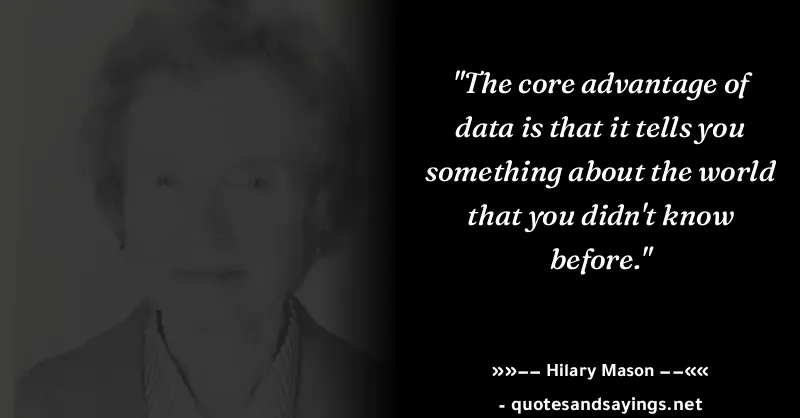 "The core advantage of
data is that it tells you
something about the world
that you didn't know
before."
»»−− Hilary Mason −−««
- quotesandsayings.net